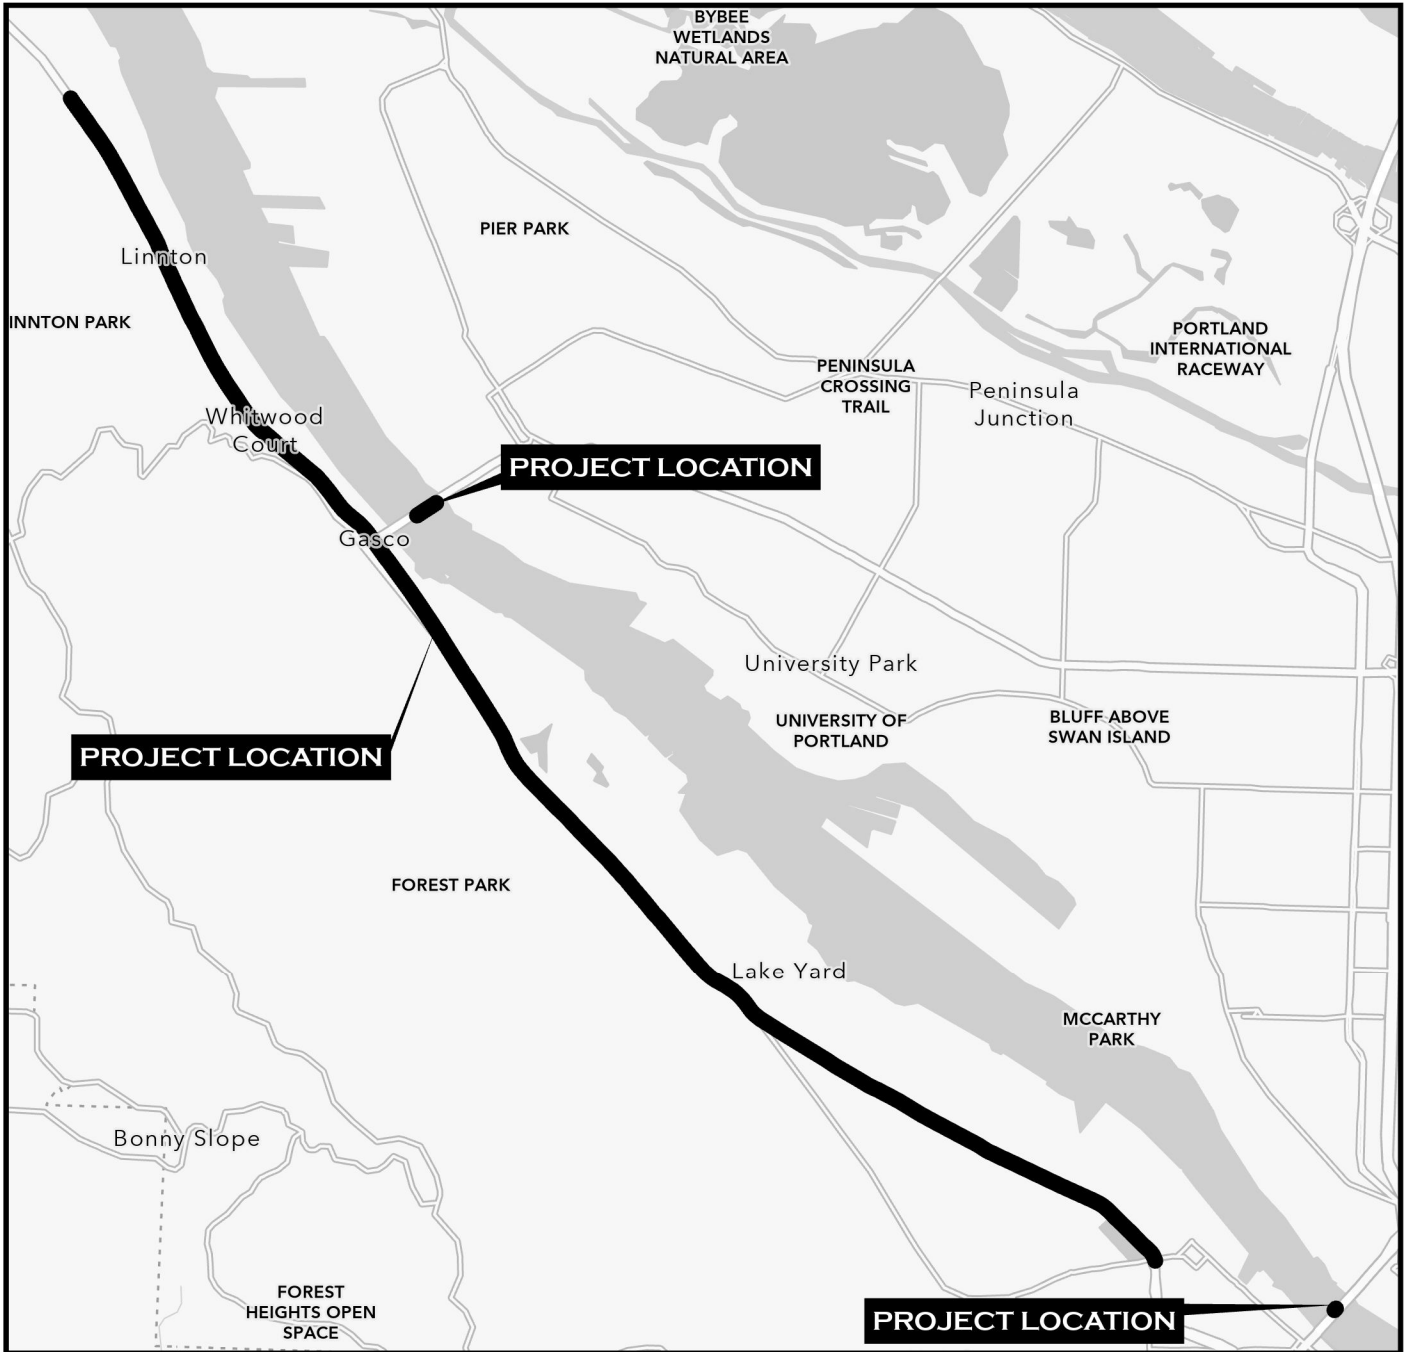 BYBEE
WETLANDS
NATURAL AREA
PIER PARK
Linnton
INNTON PARK
PORTLAND
INTERNATIONAL
RACEWAY
PENINSULA
CROSSING
TRAIL
Peninsula
Junction
Whitwood
Court
PROJECT LOCATION
Gasco
University Park
UNIVERSITY OF
PORTLAND
BLUFF ABOVE
SWAN ISLAND
PROJECT LOCATION
FOREST PARK
Lake Yard
MCCARTHY
PARK
Bonny Slope
FOREST
HEIGHTS OPEN
SPACE
PROJECT LOCATION